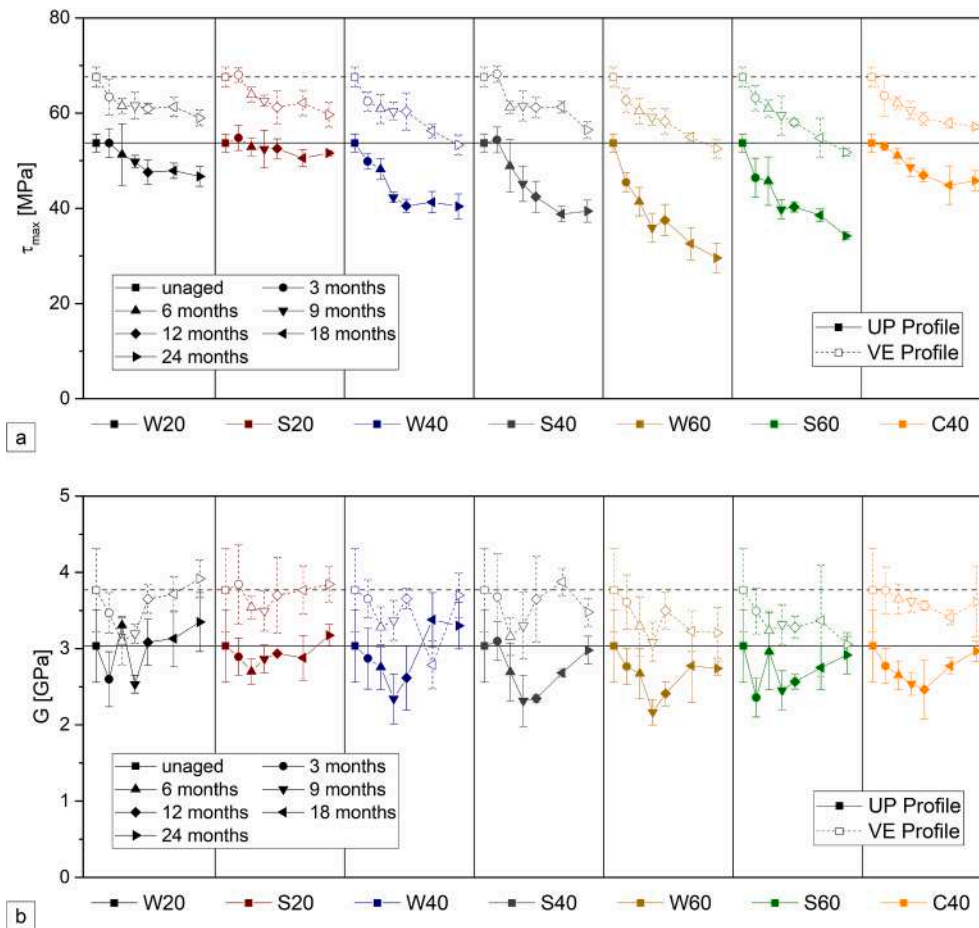 80
60
40
20
0
τmax [MPa]
unaged 3 months
6 months 9 months
12 months 18 months
24 months
UP Profile
VE Profile
a
W20 S20 W40 S40 W60 S60 C40
5
4
3
2
1
0
G [GPa]
unaged 3 months
6 months 9 months
12 months 18 months
24 months
UP Profile
VE Profile
b
W20 S20 W40 S40 W60 S60 C40